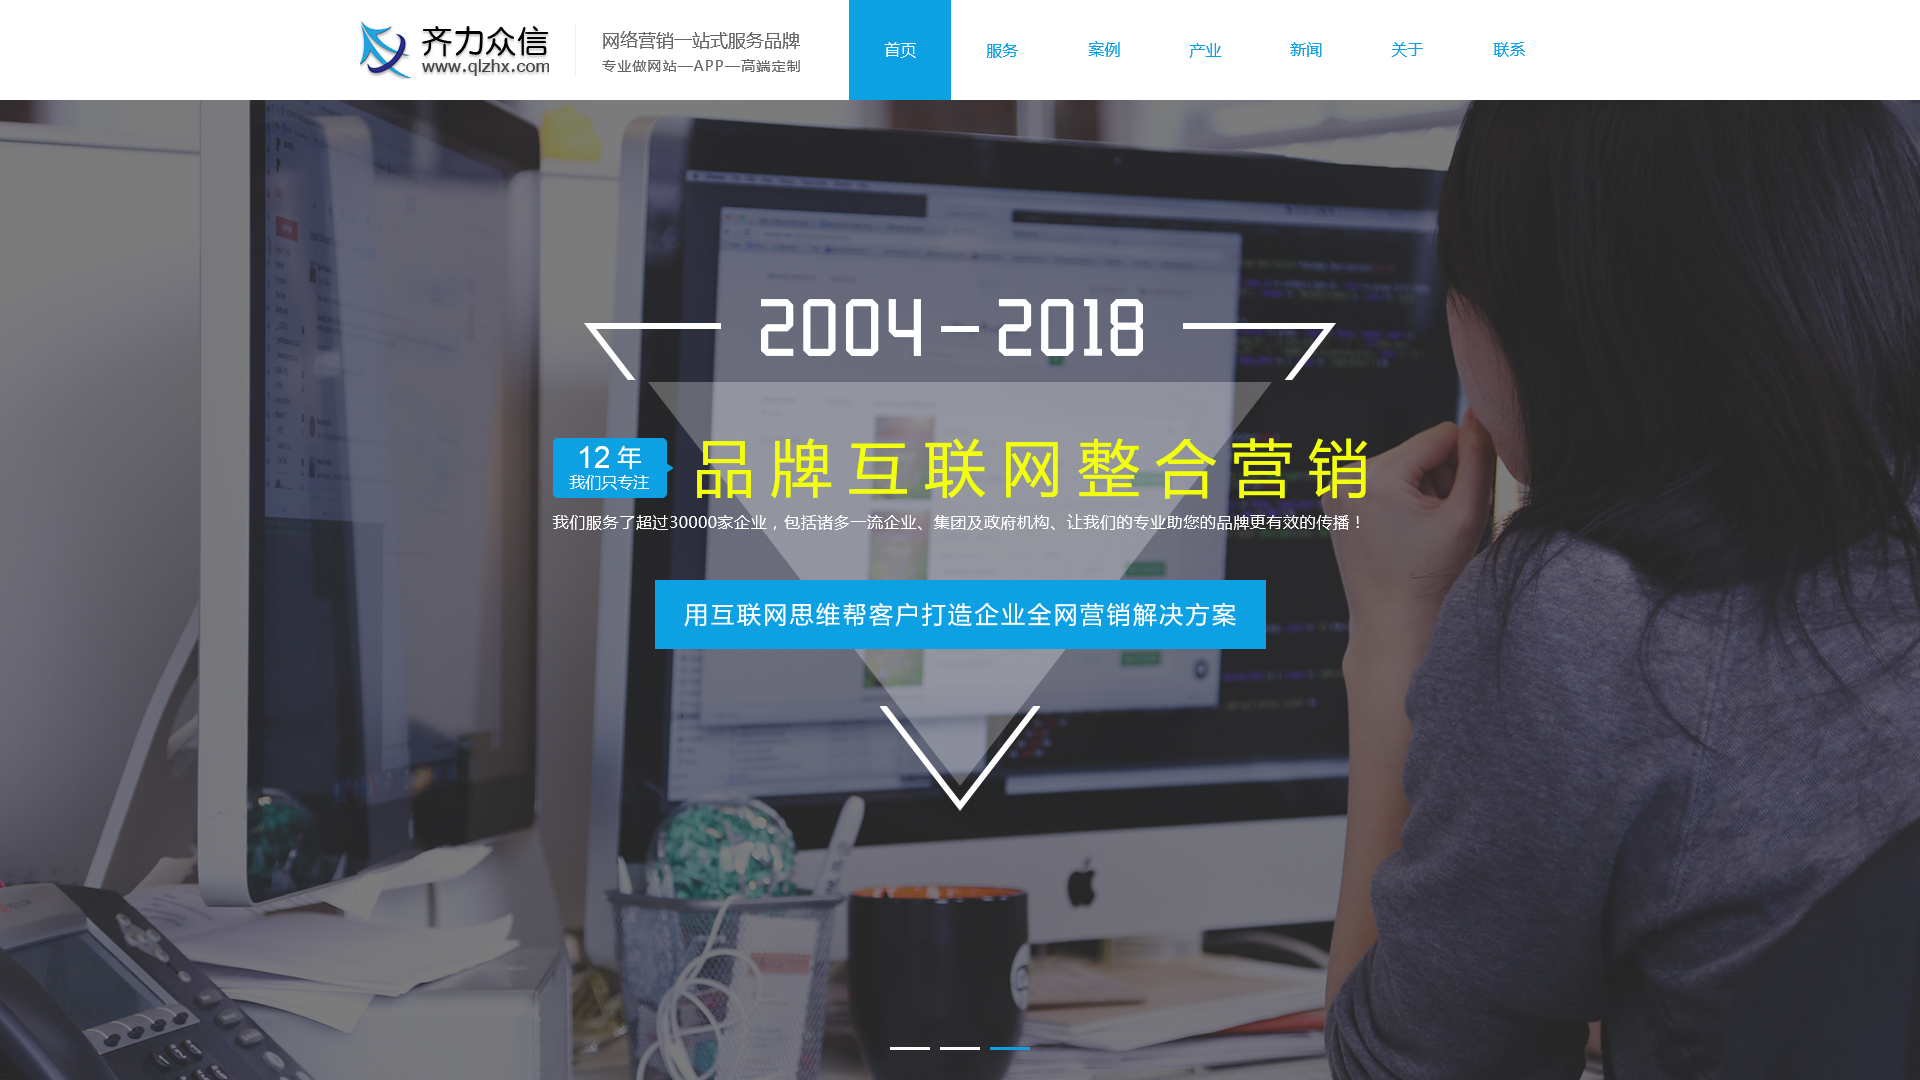 齐力众信
www.qlzhx.com
网络营销一站式服务品牌
专业做网站—APP—高端定制
首页
服务
案例
产业
新闻
关于
联系
2004–2018
12 年
我们只专注
品牌互联网整合营销
我们服务了超过30000家企业，包括诸多一流企业、集团及政府机构、让我们的专业助您的品牌更有效的传播！
用互联网思维帮客户打造企业全网营销解决方案